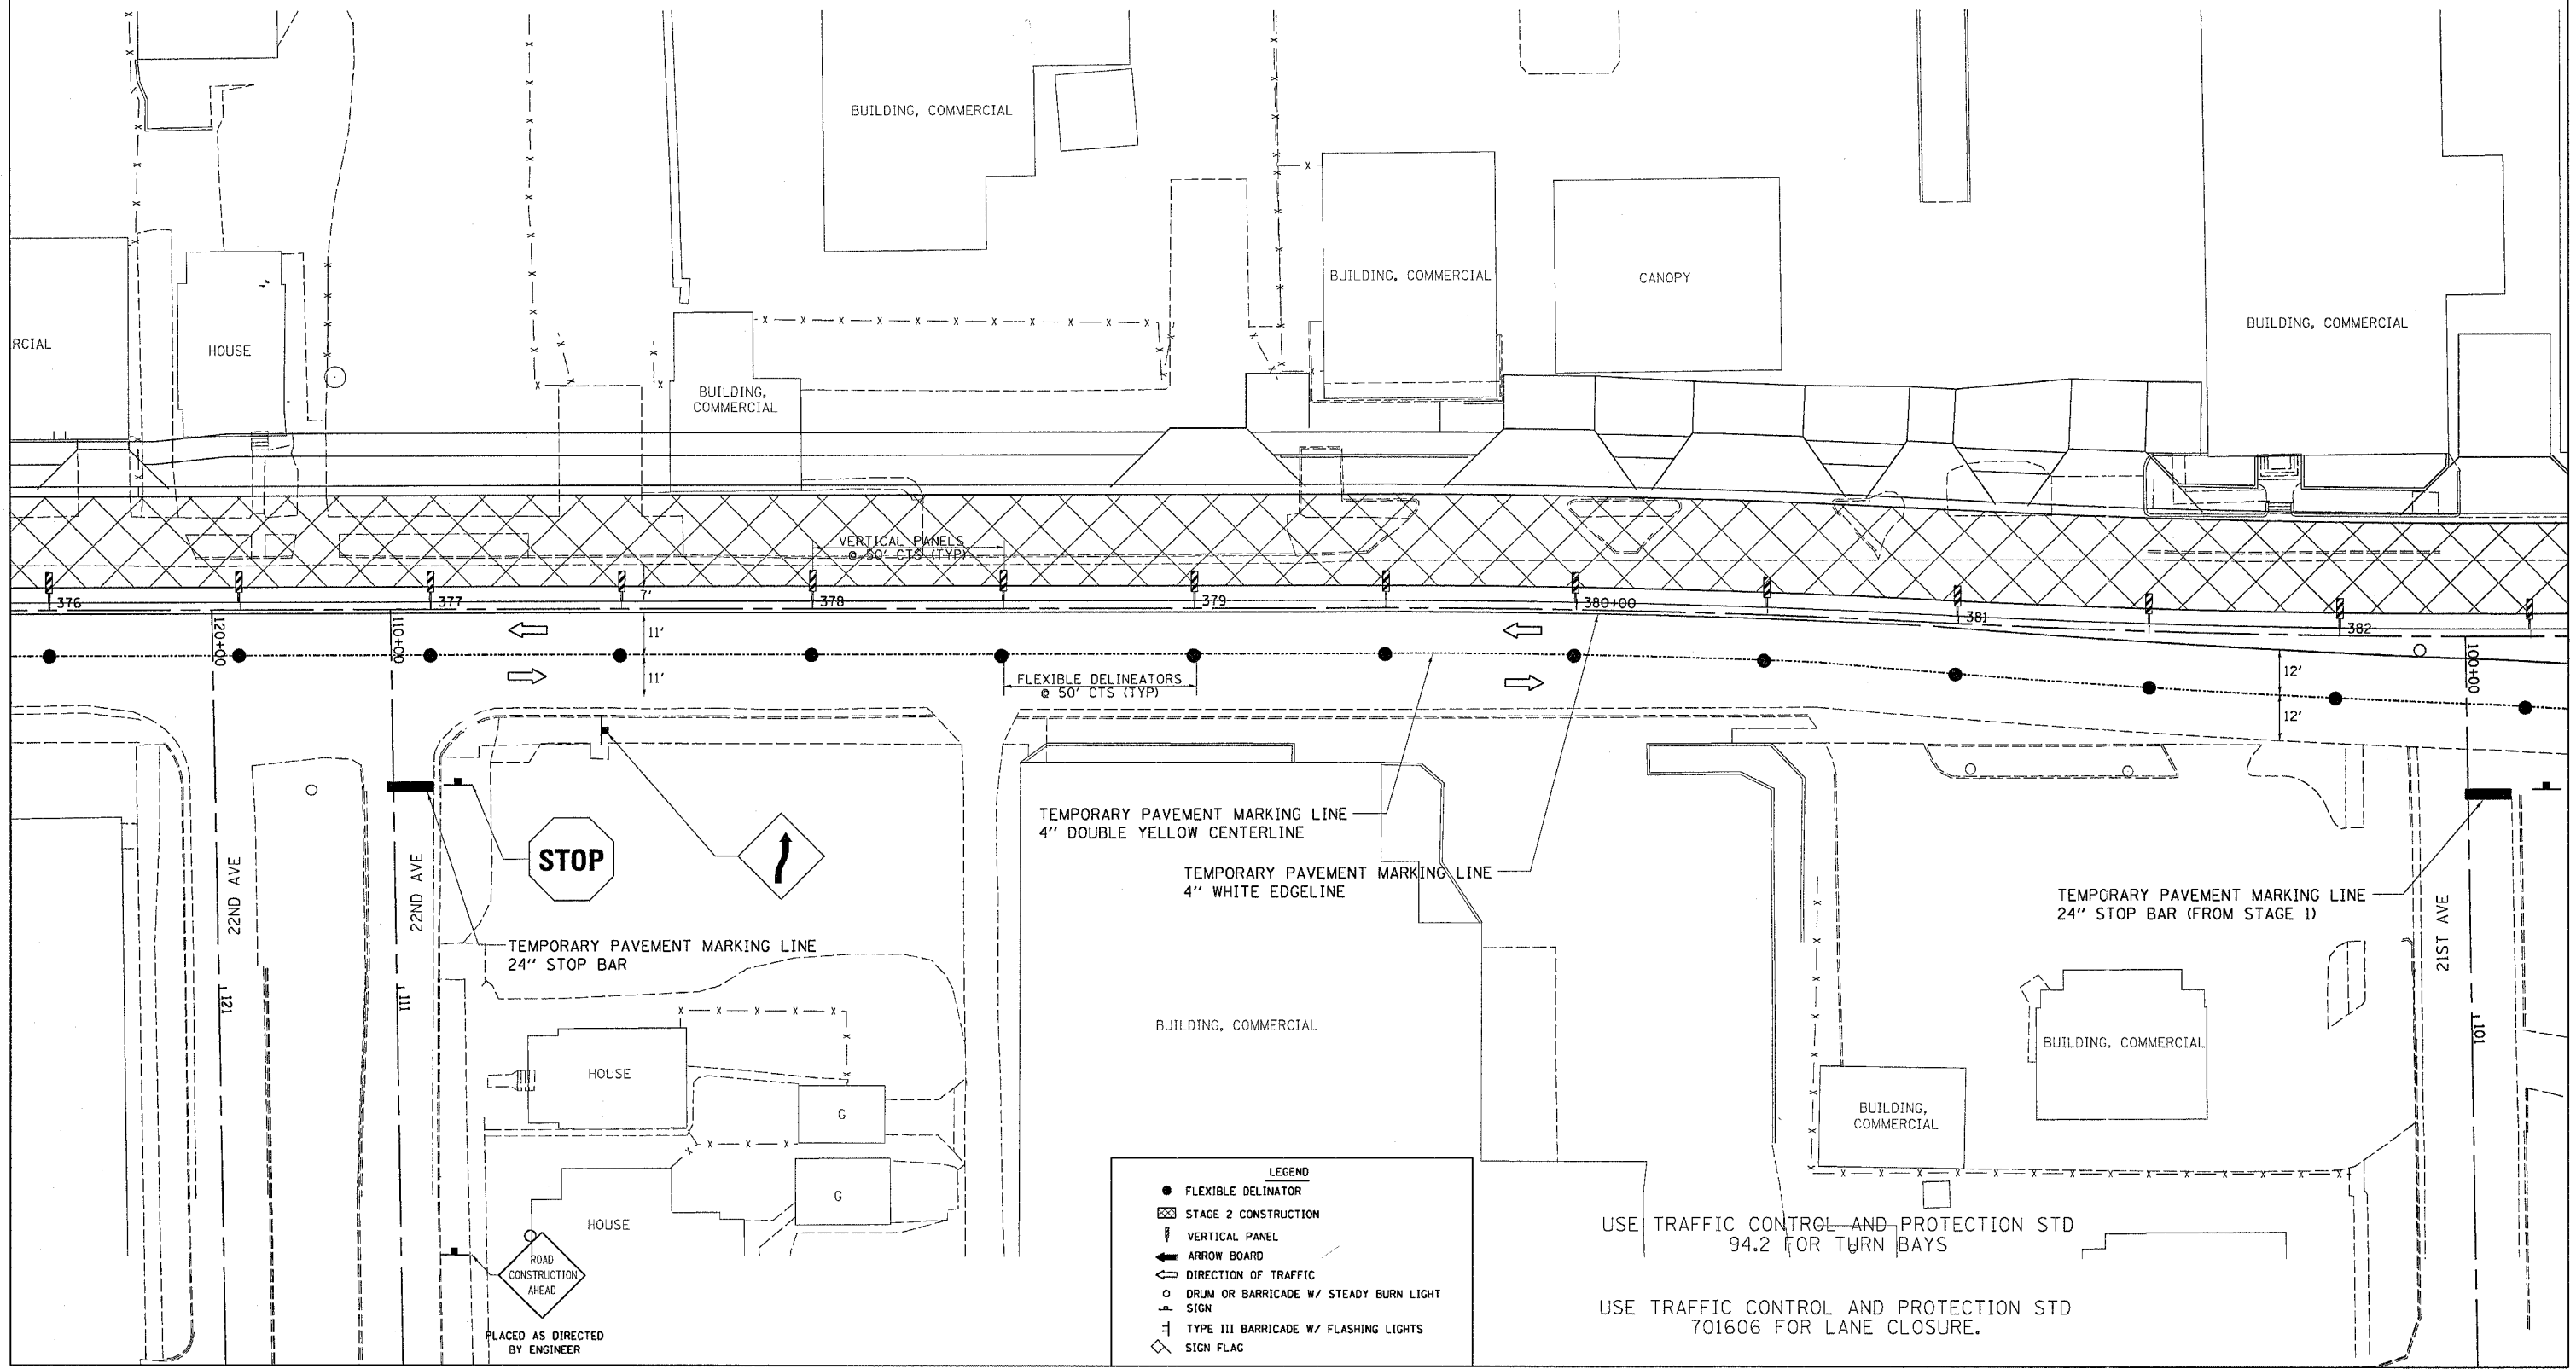 BUILDING, COMMERCIAL
BUILDING, COMMERCIAL
CANOPY
BUILDING, COMMERCIAL
RCIAL
HOUSE
BUILDING,
COMMERCIAL
VERTICAL PANELS
@ 50' CTS (TYP)
376
377
7'
378
379
380+00
381
382
120+00
110+00
11'
11'
FLEXIBLE DELINEATORS
@ 50' CTS (TYP)
12'
12'
100+00
STOP
TEMPORARY PAVEMENT MARKING LINE
4" DOUBLE YELLOW CENTERLINE
TEMPORARY PAVEMENT MARKING LINE
4" WHITE EDGELINE
TEMPORARY PAVEMENT MARKING LINE
24" STOP BAR (FROM STAGE 1)
22ND AVE
22ND AVE
21ST AVE
TEMPORARY PAVEMENT MARKING LINE
24" STOP BAR
121
111
101
BUILDING, COMMERCIAL
BUILDING, COMMERCIAL
HOUSE
G
BUILDING,
COMMERCIAL
G
HOUSE
ROAD
CONSTRUCTION
AHEAD
PLACED AS DIRECTED
BY ENGINEER
LEGEND
FLEXIBLE DELINATOR
STAGE 2 CONSTRUCTION
VERTICAL PANEL
ARROW BOARD
DIRECTION OF TRAFFIC
DRUM OR BARRICADE W/ STEADY BURN LIGHT
SIGN
TYPE III BARRICADE W/ FLASHING LIGHTS
SIGN FLAG
USE TRAFFIC CONTROL AND PROTECTION STD
94.2 FOR TURN BAYS
USE TRAFFIC CONTROL AND PROTECTION STD
701606 FOR LANE CLOSURE.